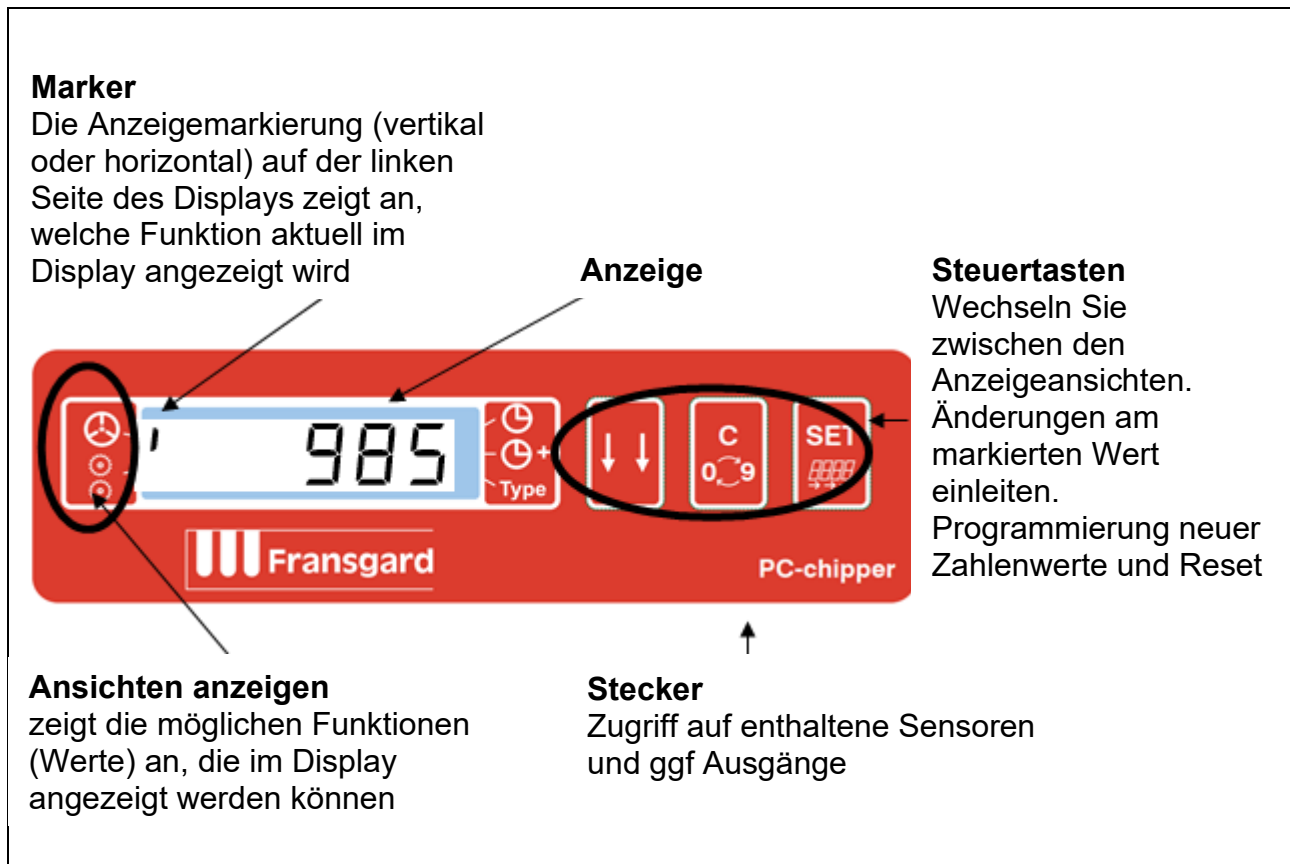 Marker
Die Anzeigemarkierung (vertikal
oder horizontal) auf der linken
Seite des Displays zeigt an,
welche Funktion aktuell im
Display angezeigt wird
Anzeige
Steuertasten
Wechseln Sie
zwischen den
Anzeigeansichten.
Änderungen am
markierten Wert
einleiten.
Programmierung neuer
Zahlenwerte und Reset
' 985
+
Type
C
0 9
SET
Fransgard
PC-chipper
Ansichten anzeigen
zeigt die möglichen Funktionen
(Werte) an, die im Display
angezeigt werden können
Stecker
Zugriff auf enthaltene Sensoren
und ggf Ausgänge